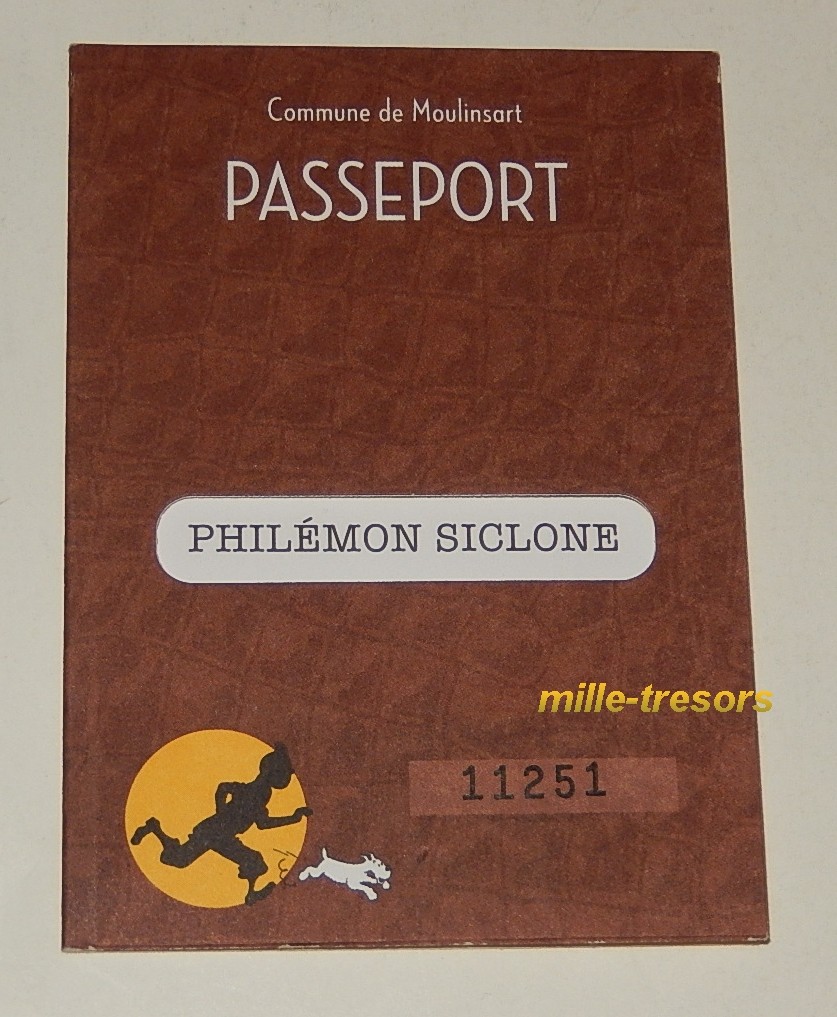 Commune de Moulinsart
PASSEPORT
PHILÉMON SICLONE
mille-tresors
11251